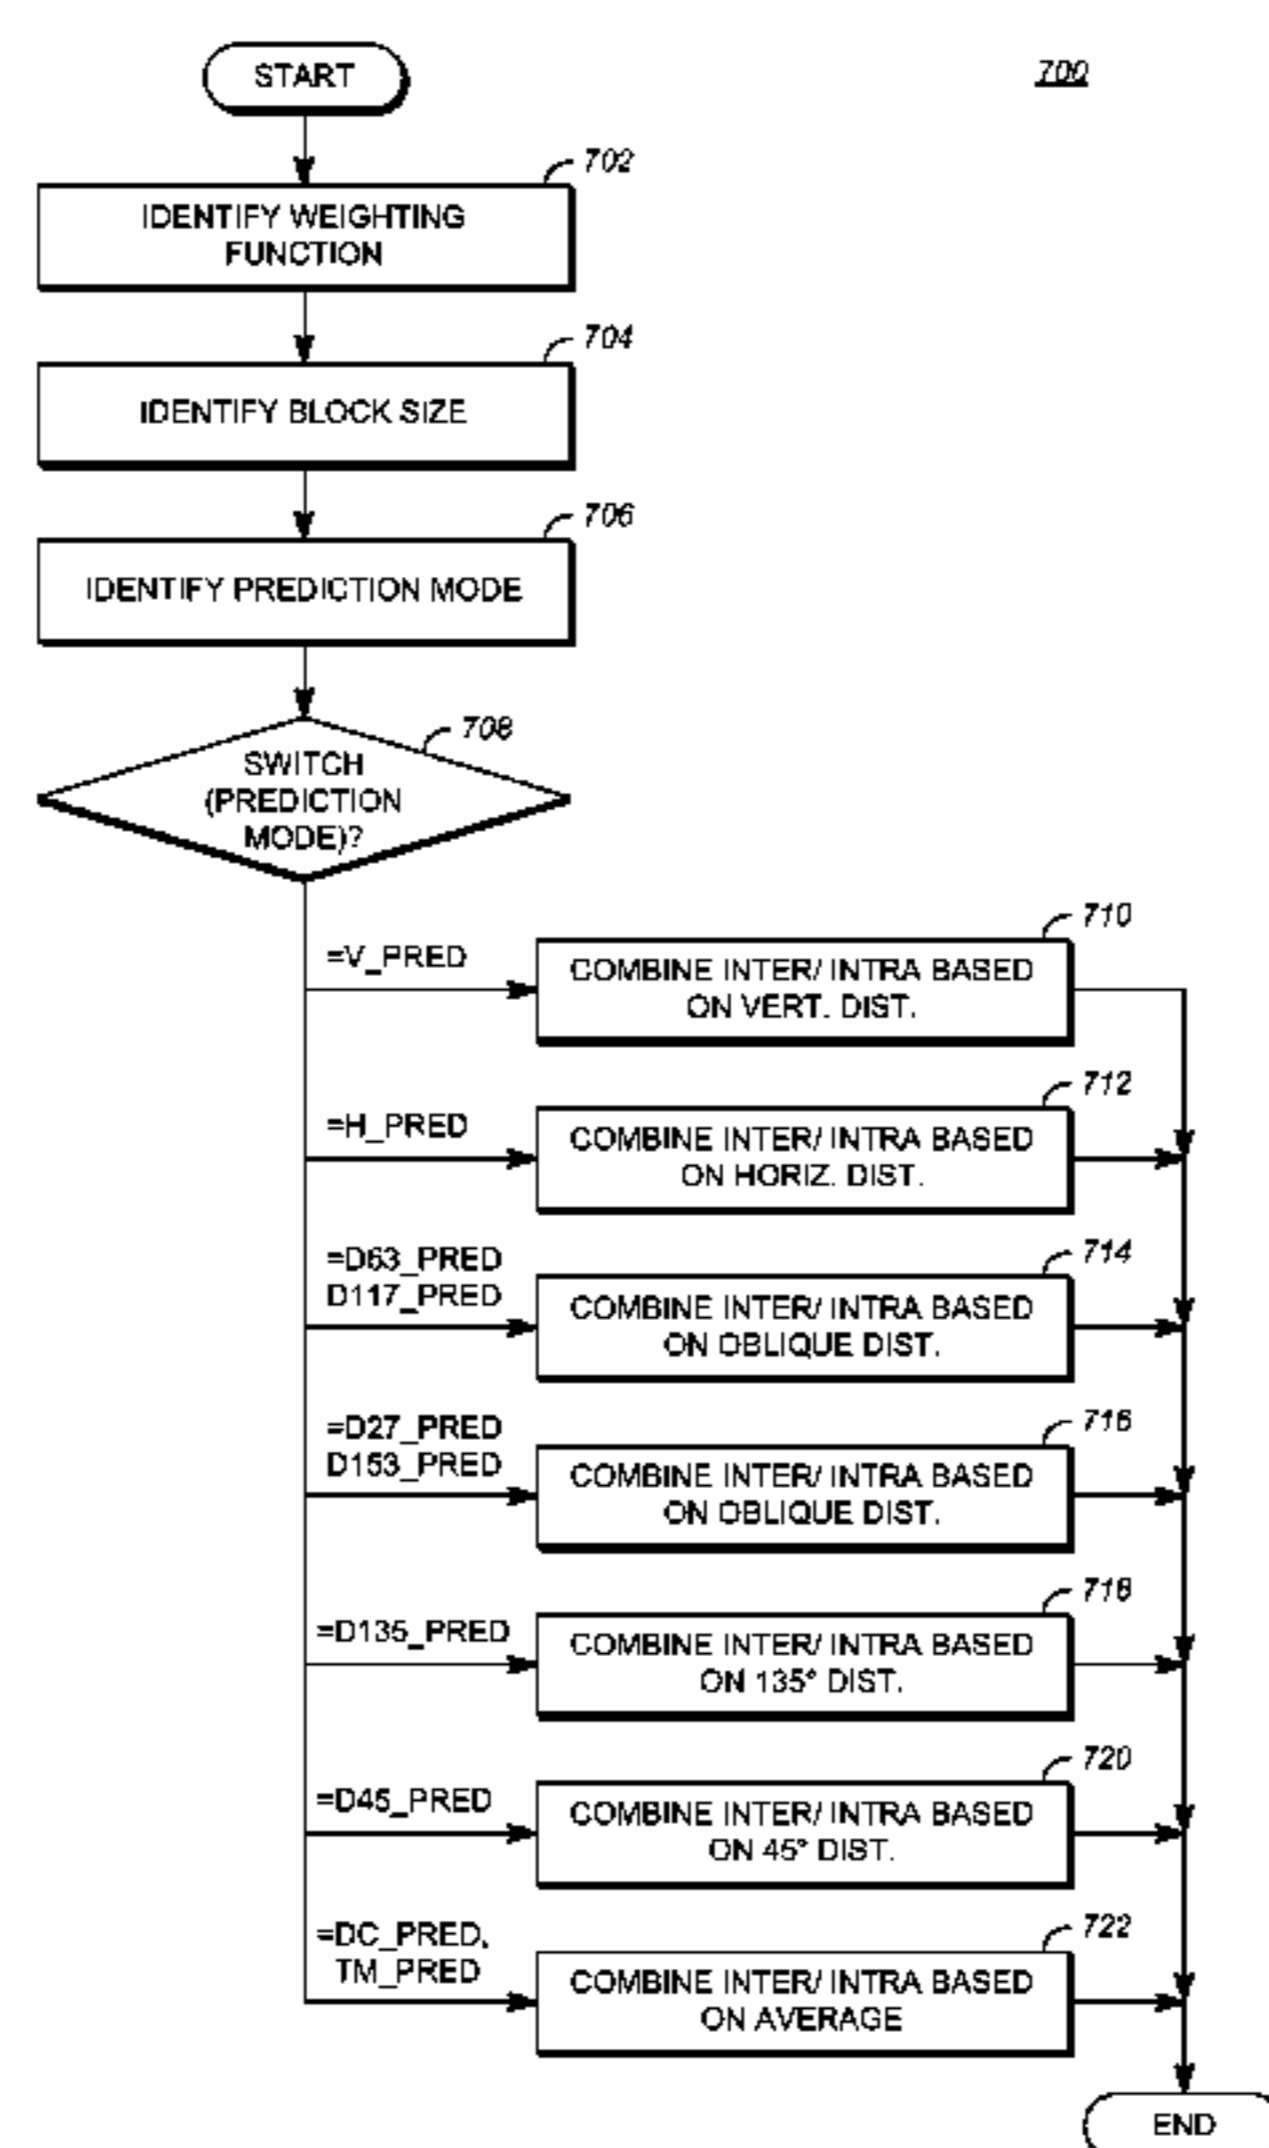 START
700
702
IDENTIFY WEIGHTING
FUNCTION
704
IDENTIFY BLOCK SIZE
706
IDENTIFY PREDICTION MODE
708
SWITCH
(PREDICTION
MODE)?
=V_PRED
710
COMBINE INTER/ INTRA BASED
ON VERT. DIST.
=H_PRED
712
COMBINE INTER/ INTRA BASED
ON HORIZ. DIST.
=D63_PRED
D117_PRED
714
COMBINE INTER/ INTRA BASED
ON OBLIQUE DIST.
=D27_PRED
D153_PRED
716
COMBINE INTER/ INTRA BASED
ON OBLIQUE DIST.
=D135_PRED
718
COMBINE INTER/ INTRA BASED
ON 135° DIST.
=D45_PRED
720
COMBINE INTER/ INTRA BASED
ON 45° DIST.
=DC_PRED,
TM_PRED
722
COMBINE INTER/ INTRA BASED
ON AVERAGE
END